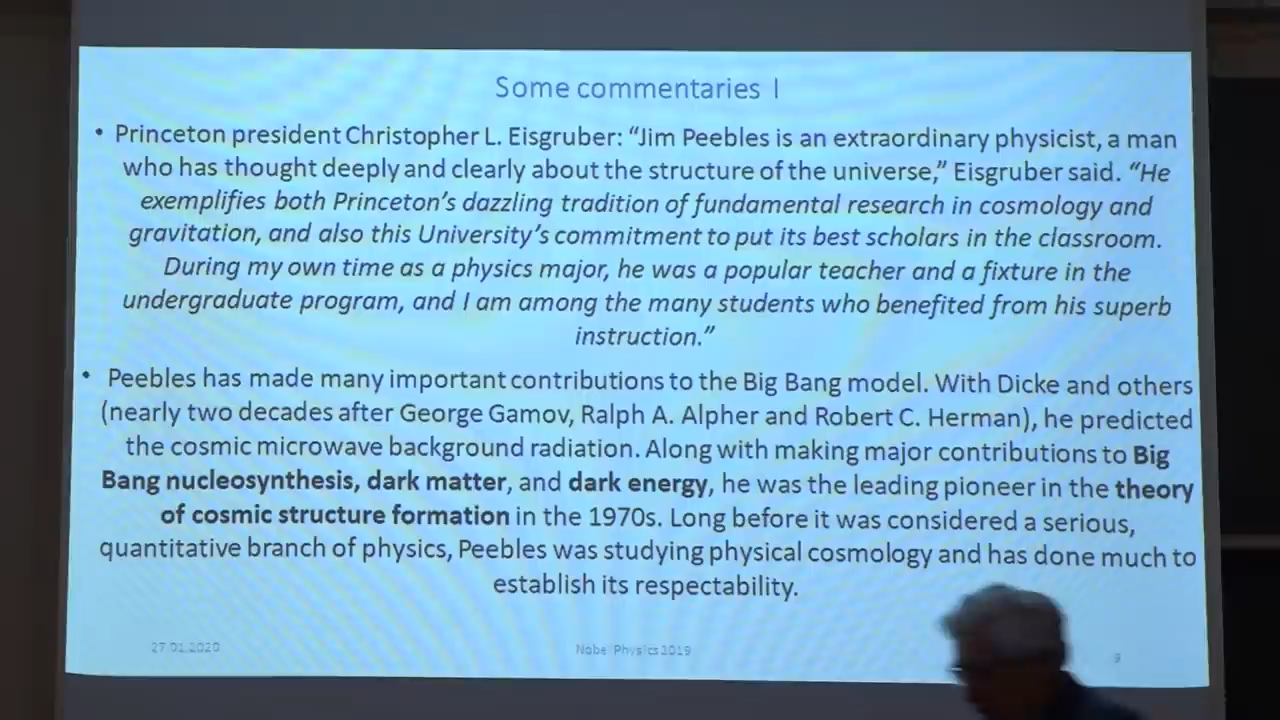 Some commentaries I
• Princeton president Christopher L. Eisgruber: “Jim Peebles is an extraordinary physicist, a man
who has thought deeply and clearly about the structure of the universe,” Eisgruber said. “He
exemplifies both Princeton’s dazzling tradition of fundamental research in cosmology and
gravitation, and also this University’s commitment to put its best scholars in the classroom.
During my own time as a physics major, he was a popular teacher and a fixture in the
undergraduate program, and I am among the many students who benefited from his superb
instruction.”
• Peebles has made many important contributions to the Big Bang model. With Dicke and others
(nearly two decades after George Gamov, Ralph A. Alpher and Robert C. Herman), he predicted
the cosmic microwave background radiation. Along with making major contributions to Big
Bang nucleosynthesis, dark matter, and dark energy, he was the leading pioneer in the theory
of cosmic structure formation in the 1970s. Long before it was considered a serious,
quantitative branch of physics, Peebles was studying physical cosmology and has done much to
establish its respectability.
27.01.2020 Nobel Physics 2019 9